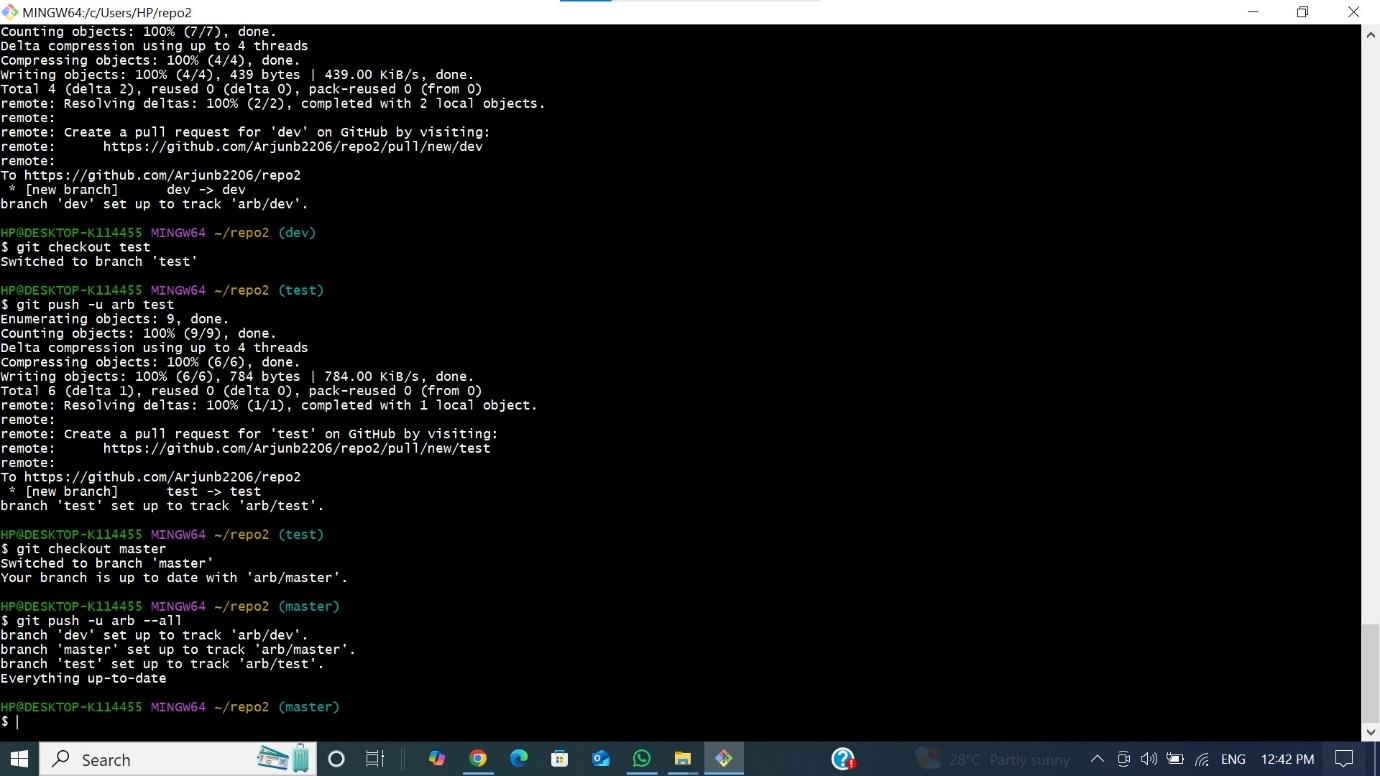 MINGW64:/c/Users/HP/repo2
Counting objects: 100% (7/7), done.
Delta compression using up to 4 threads
Compressing objects: 100% (4/4), done.
Writing objects: 100% (4/4), 439 bytes | 439.00 KiB/s, done.
Total 4 (delta 2), reused 0 (delta 0), pack-reused 0 (from 0)
remote: Resolving deltas: 100% (2/2), completed with 2 local objects.
remote:
remote: Create a pull request for 'dev' on GitHub by visiting:
remote:      https://github.com/Arjunb2206/repo2/pull/new/dev
remote:
To https://github.com/Arjunb2206/repo2
 * [new branch]      dev -> dev
branch 'dev' set up to track 'arb/dev'.
HP@DESKTOP-K114455 MINGW64 ~/repo2 (dev)
$ git checkout test
Switched to branch 'test'
HP@DESKTOP-K114455 MINGW64 ~/repo2 (test)
$ git push -u arb test
Enumerating objects: 9, done.
Counting objects: 100% (9/9), done.
Delta compression using up to 4 threads
Compressing objects: 100% (6/6), done.
Writing objects: 100% (6/6), 784 bytes | 784.00 KiB/s, done.
Total 6 (delta 1), reused 0 (delta 0), pack-reused 0 (from 0)
remote: Resolving deltas: 100% (1/1), completed with 1 local object.
remote:
remote: Create a pull request for 'test' on GitHub by visiting:
remote:      https://github.com/Arjunb2206/repo2/pull/new/test
remote:
To https://github.com/Arjunb2206/repo2
 * [new branch]      test -> test
branch 'test' set up to track 'arb/test'.
HP@DESKTOP-K114455 MINGW64 ~/repo2 (test)
$ git checkout master
Switched to branch 'master'
Your branch is up to date with 'arb/master'.
HP@DESKTOP-K114455 MINGW64 ~/repo2 (master)
$ git push -u arb --all
branch 'dev' set up to track 'arb/dev'.
branch 'master' set up to track 'arb/master'.
branch 'test' set up to track 'arb/test'.
Everything up-to-date
HP@DESKTOP-K114455 MINGW64 ~/repo2 (master)
$
Search
28°C Partly sunny
ENG
12:42 PM